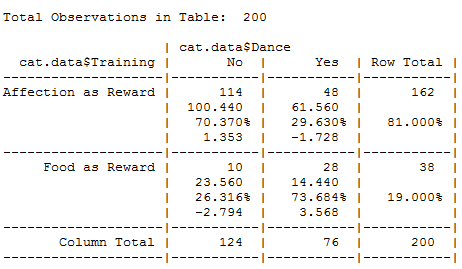 Total Observations in Table:  200
                     | cat.data$Dance
  cat.data$Training |        No |       Yes | Row Total |
--------------------|-----------|-----------|-----------|
Affection as Reward |       114 |        48 |       162 |
                    |   100.440 |    61.560 |           |
                    |   70.370% |   29.630% |   81.000% |
                    |     1.353 |    -1.728 |           |
--------------------|-----------|-----------|-----------|
     Food as Reward |        10 |        28 |        38 |
                    |    23.560 |    14.440 |           |
                    |   26.316% |   73.684% |   19.000% |
                    |    -2.794 |     3.568 |           |
--------------------|-----------|-----------|-----------|
       Column Total |       124 |        76 |       200 |
--------------------|-----------|-----------|-----------|